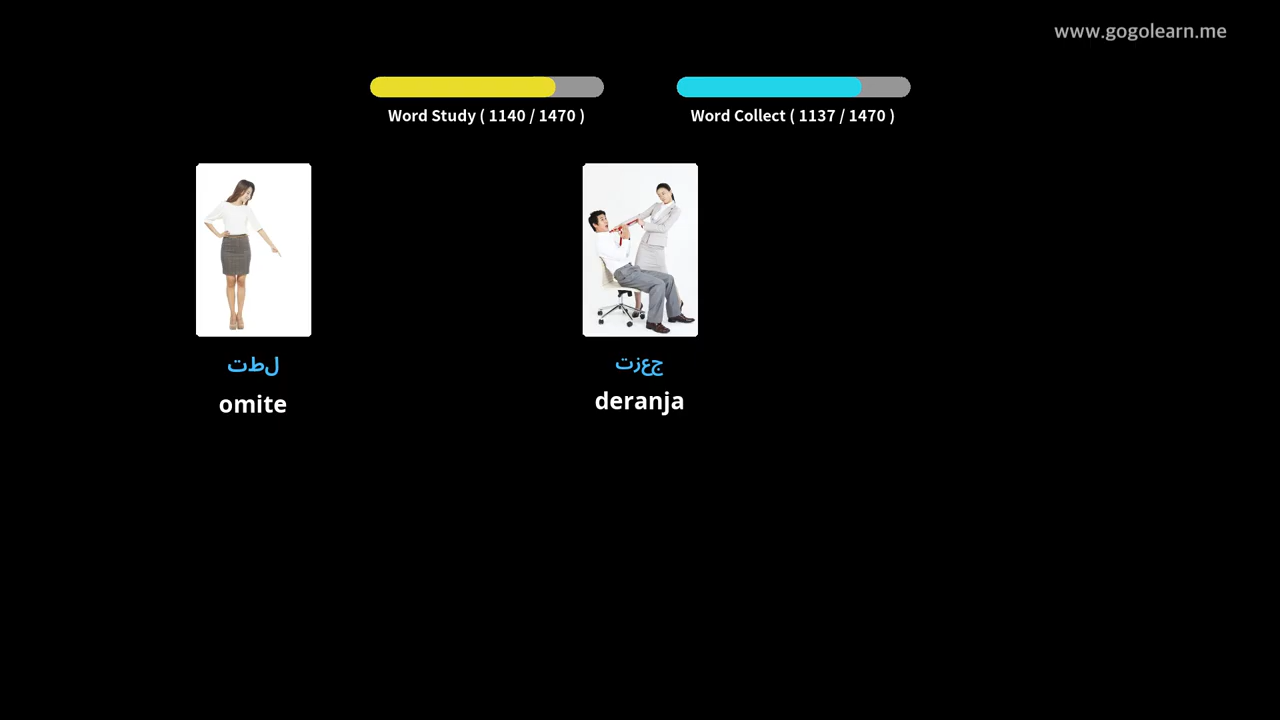 www.gogolearn.me
Word Study ( 1140 / 1470 )
Word Collect ( 1137 / 1470 )
لطت
omite
جعزت
deranja